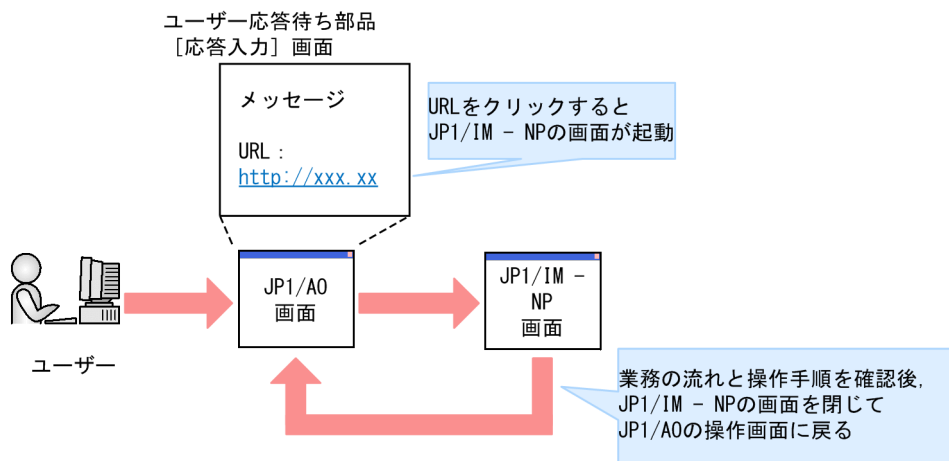 ユーザー応答待ち部品
［応答入力］画面
メッセージ
URL：
http://xxx.xx
URLをクリックすると
JP1/IM − NPの画面が起動
JP1/AO
画面
JP1/IM −
NP
画面
ユーザー
業務の流れと操作手順を確認後,
JP1/IM − NPの画面を閉じて
JP1/AOの操作画面に戻る